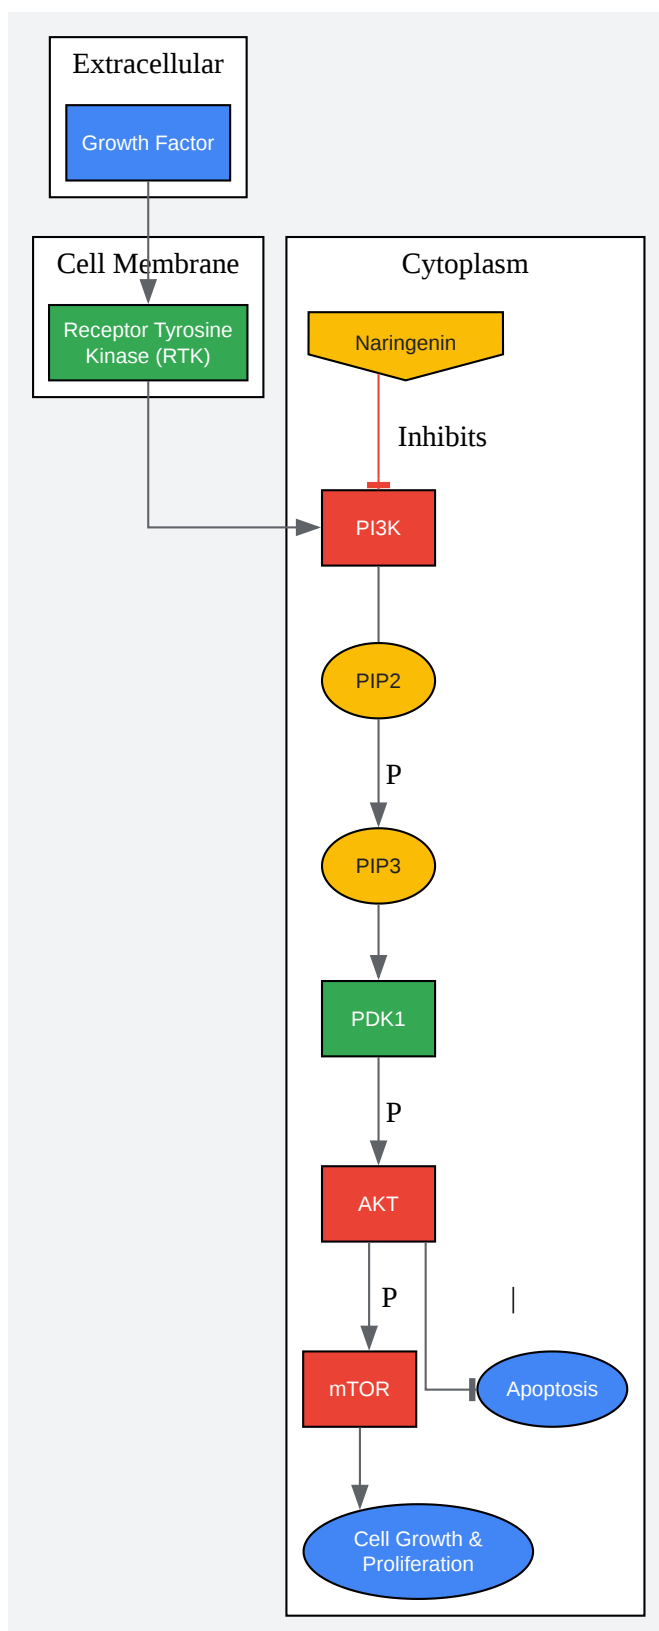 Extracellular
Growth Factor
Cell Membrane
Receptor Tyrosine
Kinase (RTK)
Cytoplasm
Naringenin
Inhibits
PI3K
PIP2
P
PIP3
PDK1
P
AKT
P
|
mTOR
Apoptosis
Cell Growth &
Proliferation